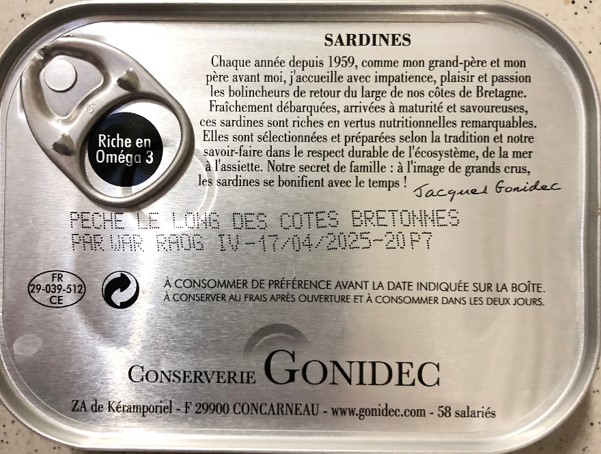 SARDINES
Chaque année depuis 1959, comme mon grand-père et mon
père avant moi, j'accueille avec impatience, plaisir et passion
les bolincheurs de retour du large de nos côtes de Bretagne.
Fraîchement débarquées, arrivées à maturité et savoureuses,
ces sardines sont riches en vertus nutritionnelles remarquables.
Elles sont sélectionnées et préparées selon la tradition et notre
savoir-faire dans le respect durable de l'écosystème, de la mer
à l'assiette. Notre secret de famille : à l'image de grands crus,
les sardines se bonifient avec le temps !
Jacques Gonidec
Riche en
Oméga 3
PECHE LE LONG DES COTES BRETONNES
PAR WAR RAOG IV-17/04/2025-20P7
FR
29-039-512
CE
À CONSOMMER DE PRÉFÉRENCE AVANT LA DATE INDIQUÉE SUR LA BOÎTE.
À CONSERVER AU FRAIS APRÈS OUVERTURE ET À CONSOMMER DANS LES DEUX JOURS.
CONSERVERIE GONIDEC
ZA de Kéramporiel - F 29900 CONCARNEAU - www.gonidec.com - 58 salariés